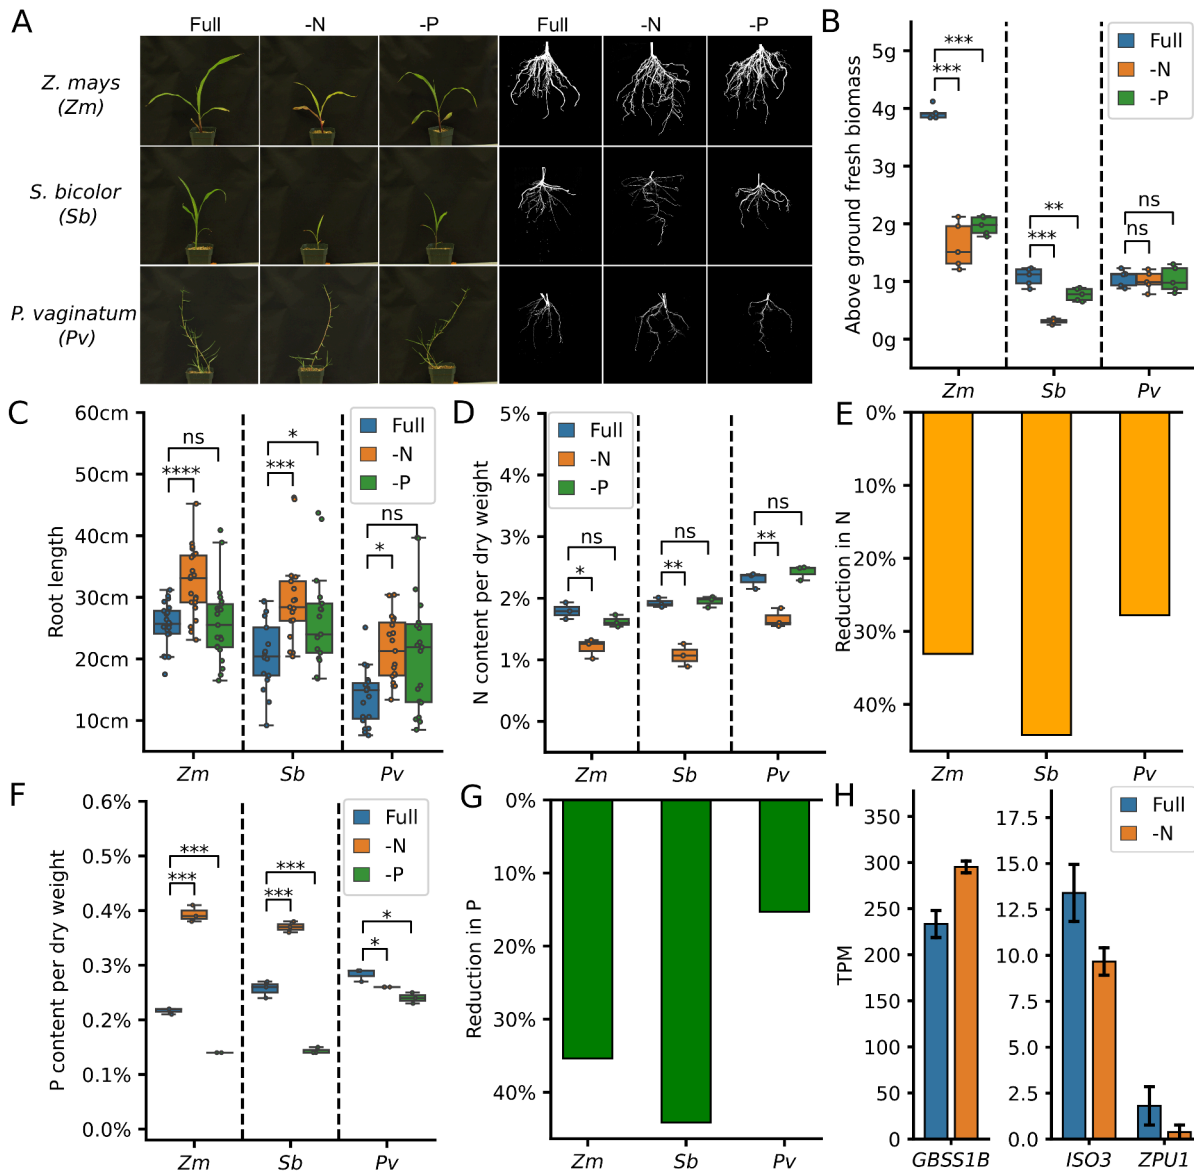 A
Full -N -P Full -N -P
Z. mays
(Zm)
S. bicolor
(Sb)
P. vaginatum
(Pv)
B
Above ground fresh biomass
5g
4g
3g
2g
1g
0g
Full
-N
-P
***
***
**
***
ns
ns
Zm Sb Pv
C
Root length
60cm
50cm
40cm
30cm
20cm
10cm
Full
-N
-P
ns
****
*
***
ns
*
Zm Sb Pv
D
N content per dry weight
5%
4%
3%
2%
1%
0%
Full
-N
-P
ns
*
ns
**
ns
**
Zm Sb Pv
E
Reduction in N
0%
10%
20%
30%
40%
Zm Sb Pv
F
P content per dry weight
0.6%
0.5%
0.4%
0.3%
0.2%
0.1%
0.0%
Full
-N
-P
***
***
***
***
*
*
Zm Sb Pv
G
Reduction in P
0%
10%
20%
30%
40%
Zm Sb Pv
H
TPM
350
300
250
200
150
100
50
0
GBSS1B
17.5
15.0
12.5
10.0
7.5
5.0
2.5
0.0
Full
-N
ISO3 ZPU1